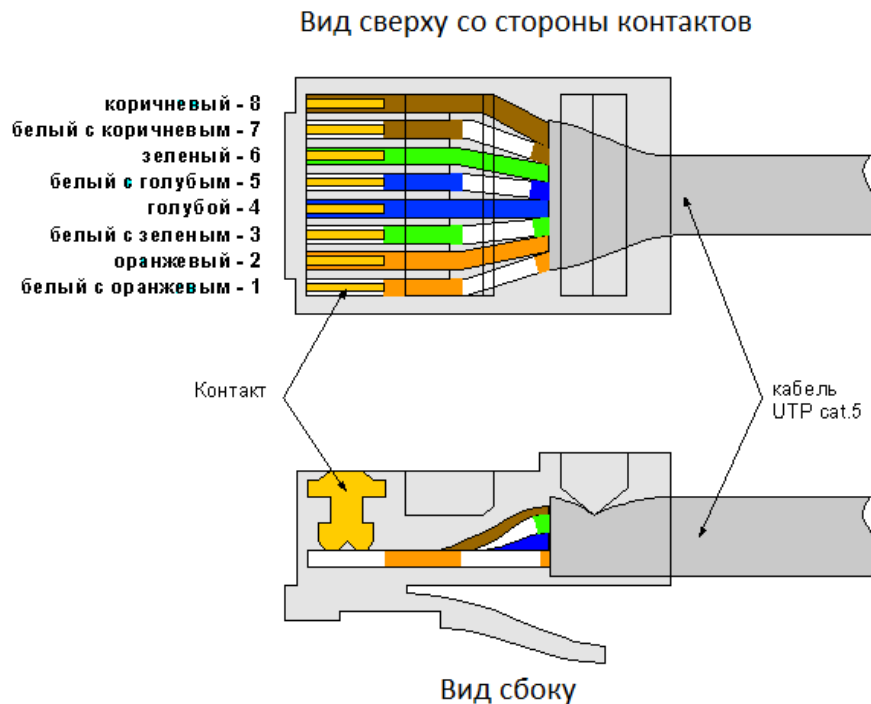 Вид сверху со стороны контактов
коричневый - 8
белый с коричневым - 7
зеленый - 6
белый с голубым - 5
голубой - 4
белый с зеленым - 3
оранжевый - 2
белый с оранжевым - 1
Контакт
кабель
UTP cat.5
Вид сбоку